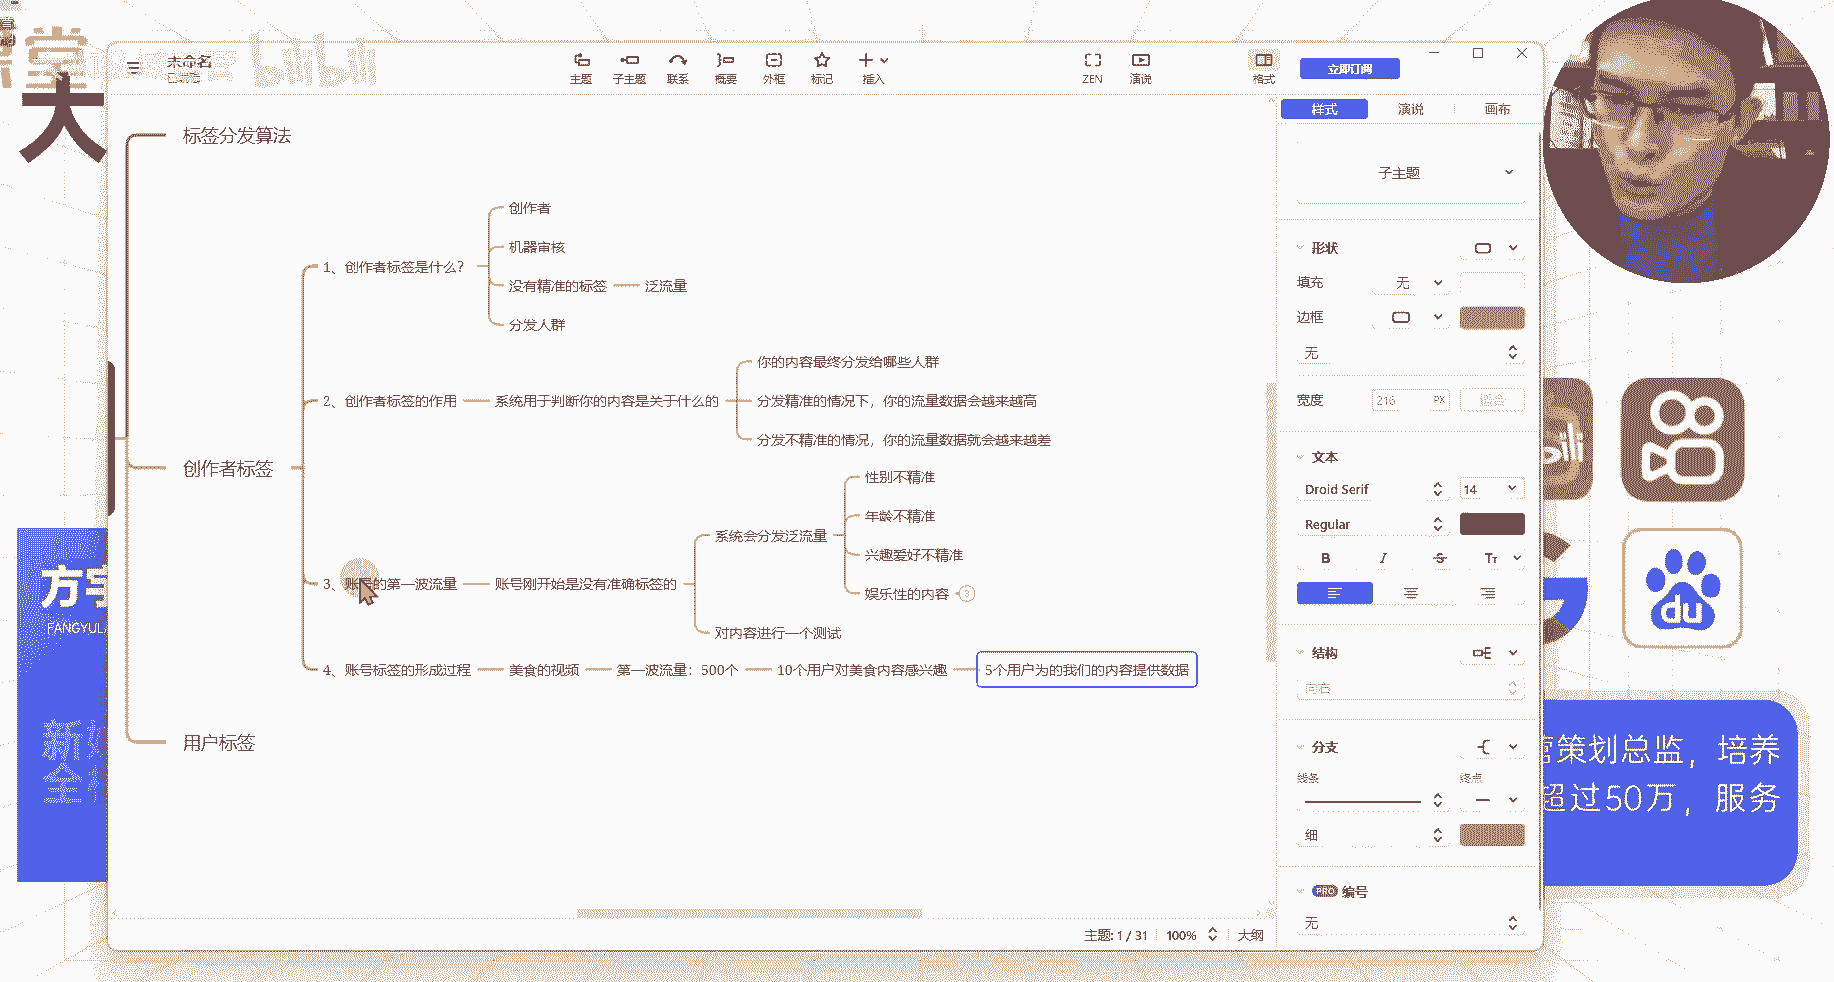 堂
大
bilibili
未命名
主题
子主题
联系
概要
外框
标记
插入
ZEN
演说
格式
立即订阅
样式
演说
画布
标签分发算法
创作者
机器审核
1、创作者标签是什么?
没有精准的标签
泛流量
分发人群
你的内容最终分发给哪些人群
2、创作者标签的作用
系统用于判断你的内容是关于什么的
分发精准的情况下，你的流量数据会越来越高
分发不精准的情况，你的流量数据就会越来越差
创作者标签
性别不精准
年龄不精准
系统会分发泛流量
兴趣爱好不精准
3、账号的第一波流量
账号刚开始是没有准确标签的
娱乐性的内容
3
对内容进行一个测试
4、账号标签的形成过程
美食的视频
第一波流量：500个
10个用户对美食内容感兴趣
5个用户为的我们的内容提供数据
用户标签
子主题
形状
填充
无
边框
无
宽度
216
PX
文本
Droid Serif
14
Regular
B
I
S
Tт
结构
向右
分支
线条
终点
细
PRO 编号
无
主题: 1 / 31
100%
大纲
方宇
FANGYUL
新
全
bili
du
营策划总监，培养
超过50万，服务